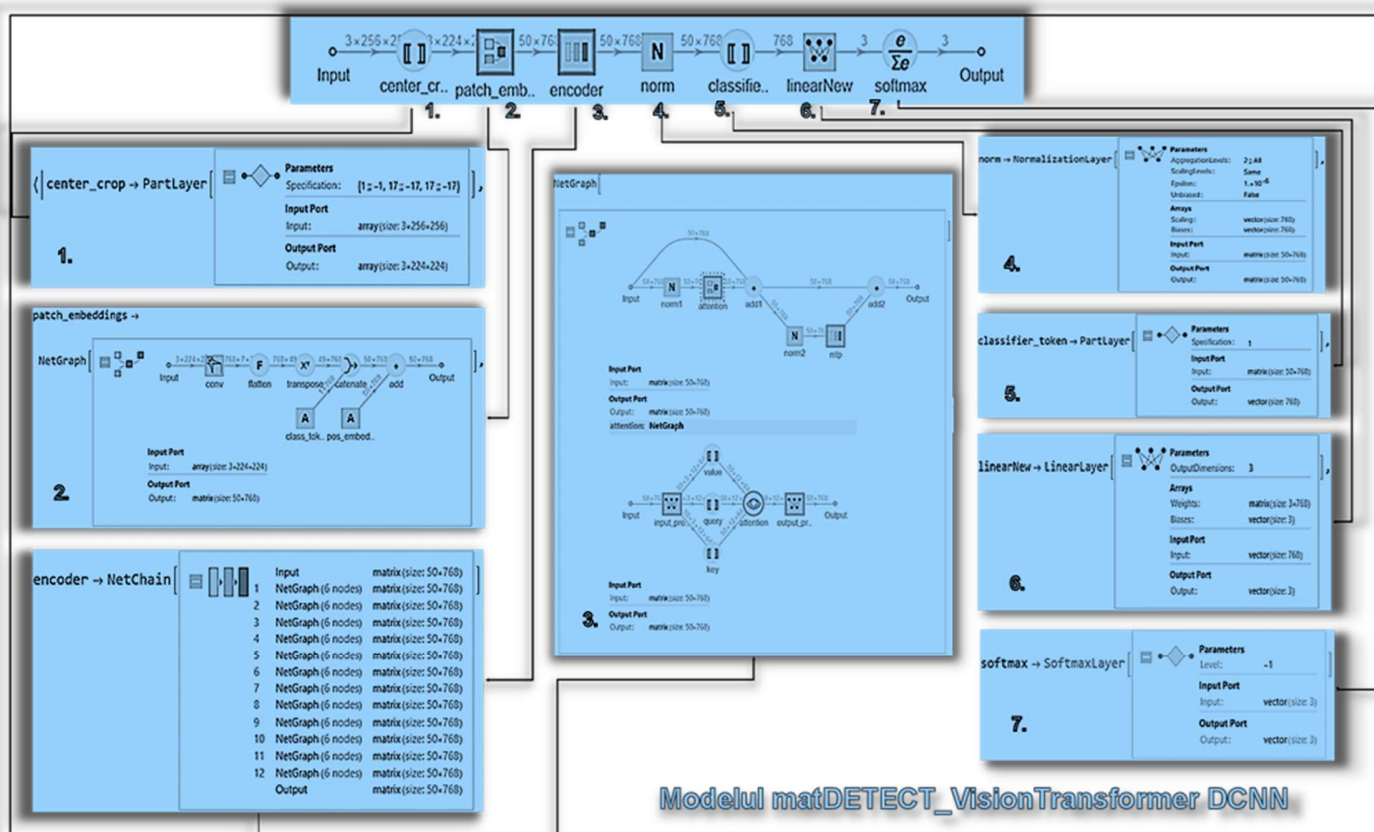 3×256×2 3×224×2 50×768 50×768 50×768 768 3 3
Input center_cr.. patch_emb.. encoder norm classifie.. linearNew softmax Output
1. 2. 3. 4. 5. 6. 7.
center_crop → PartLayer[
Parameters
Specification: {1 ;; -1, 17 ;; -17, 17 ;; -17}
Input Port
Input: array (size: 3×256×256)
Output Port
Output: array (size: 3×224×224)
1.
patch_embeddings →
NetGraph[
Input conv flatten transpose catenate add Output
class_tok.. pos_embed..
Input Port
Input: array (size: 3×224×224)
Output Port
Output: matrix (size: 50×768)
2.
encoder → NetChain[
Input matrix (size: 50×768)
1 NetGraph (6 nodes) matrix (size: 50×768)
2 NetGraph (6 nodes) matrix (size: 50×768)
3 NetGraph (6 nodes) matrix (size: 50×768)
4 NetGraph (6 nodes) matrix (size: 50×768)
5 NetGraph (6 nodes) matrix (size: 50×768)
6 NetGraph (6 nodes) matrix (size: 50×768)
7 NetGraph (6 nodes) matrix (size: 50×768)
8 NetGraph (6 nodes) matrix (size: 50×768)
9 NetGraph (6 nodes) matrix (size: 50×768)
10 NetGraph (6 nodes) matrix (size: 50×768)
11 NetGraph (6 nodes) matrix (size: 50×768)
12 NetGraph (6 nodes) matrix (size: 50×768)
Output matrix (size: 50×768)
NetGraph[
50×768
Input norm1 attention add1 add2 Output
norm2 mlp
Input Port
Input: matrix (size: 50×768)
Output Port
Output: matrix (size: 50×768)
attention: NetGraph
value
Input input_pro.. query attention output_pr.. Output
key
Input Port
Input: matrix (size: 50×768)
Output Port
Output: matrix (size: 50×768)
3.
norm → NormalizationLayer[
Parameters
AggregationLevels: 2 ;; All
ScalingLevels: Same
Epsilon: 1.×10⁻⁶
Unbiased: False
Arrays
Scaling: vector (size: 768)
Biases: vector (size: 768)
Input Port
Input: matrix (size: 50×768)
Output Port
Output: matrix (size: 50×768)
4.
classifier_token → PartLayer[
Parameters
Specification: 1
Input Port
Input: matrix (size: 50×768)
Output Port
Output: vector (size: 768)
5.
linearNew → LinearLayer[
Parameters
OutputDimensions: 3
Arrays
Weights: matrix (size: 3×768)
Biases: vector (size: 3)
Input Port
Input: vector (size: 768)
Output Port
Output: vector (size: 3)
6.
softmax → SoftmaxLayer[
Parameters
Level: -1
Input Port
Input: vector (size: 3)
Output Port
Output: vector (size: 3)
7.
Modelul matDETECT_VisionTransformer DCNN